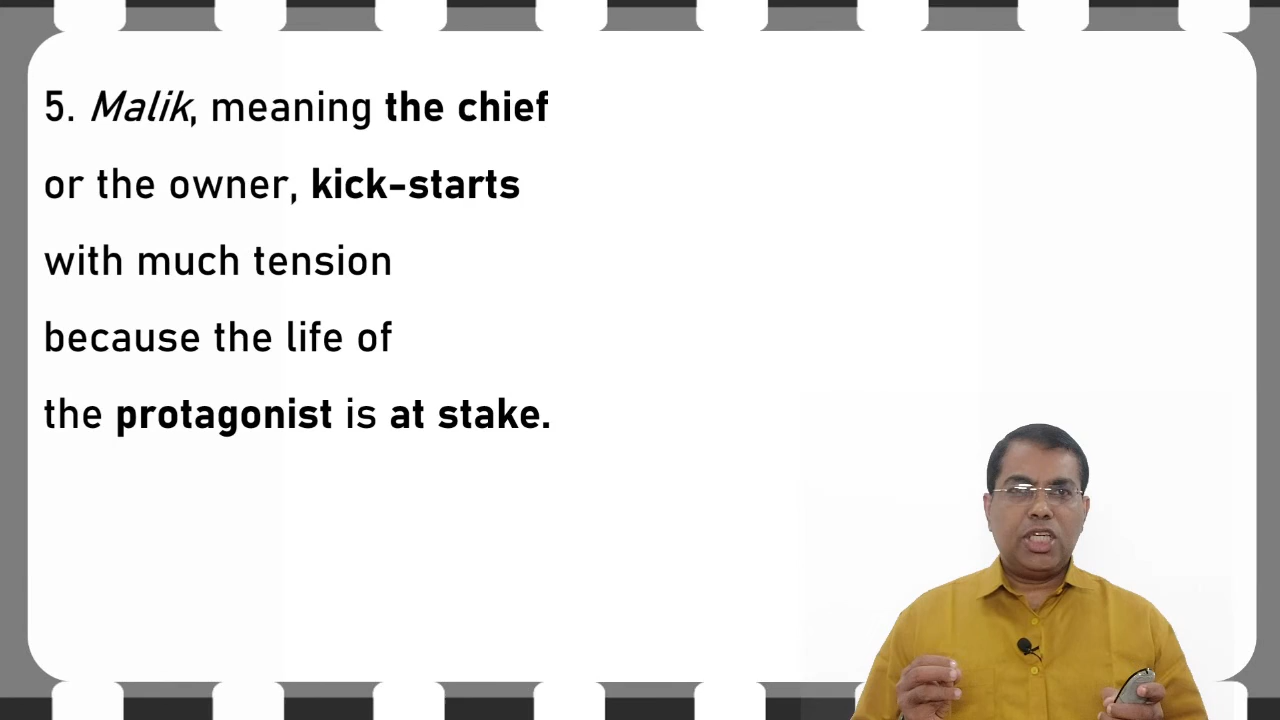 5. Malik, meaning the chief
or the owner, kick-starts
with much tension
because the life of
the protagonist is at stake.